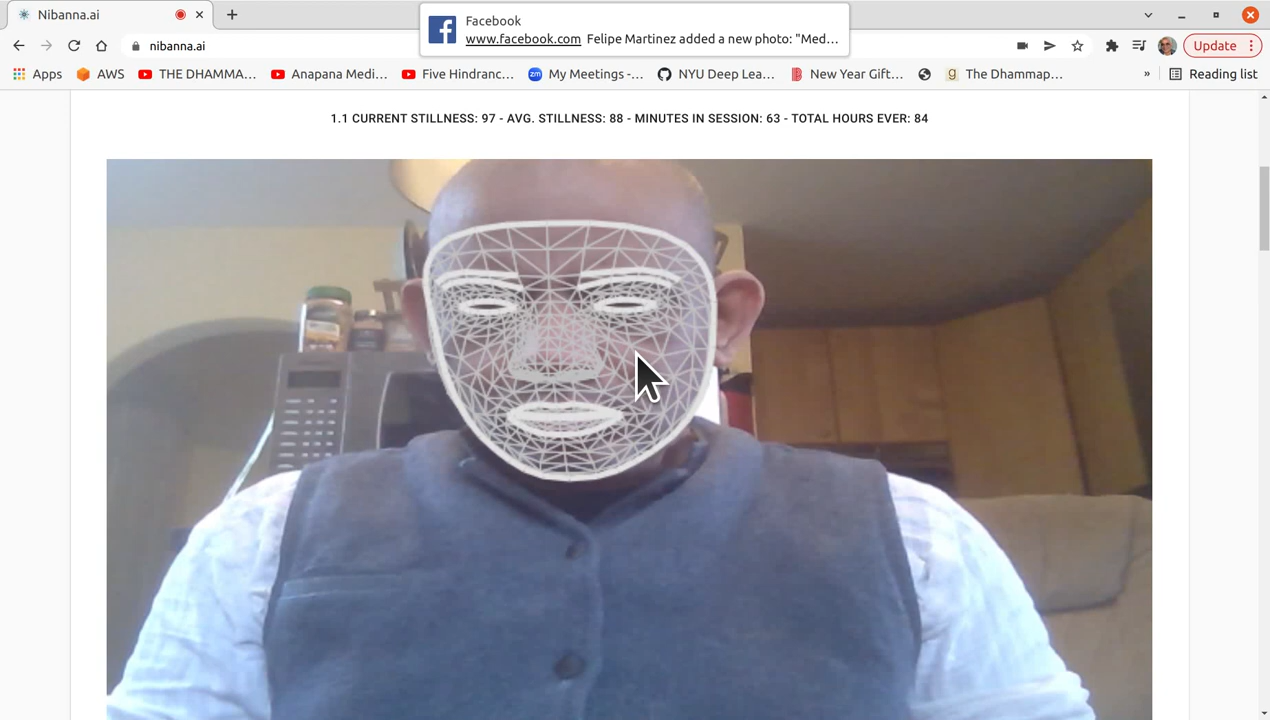 Nibanna.ai
Facebook
www.facebook.com Felipe Martinez added a new photo: "Med…
nibanna.ai
Update
Apps
AWS
THE DHAMMA…
Anapana Medi…
Five Hindranc…
zm My Meetings -…
NYU Deep Lea…
New Year Gift…
g The Dhammap…
»
Reading list
1.1 CURRENT STILLNESS: 97 - AVG. STILLNESS: 88 - MINUTES IN SESSION: 63 - TOTAL HOURS EVER: 84